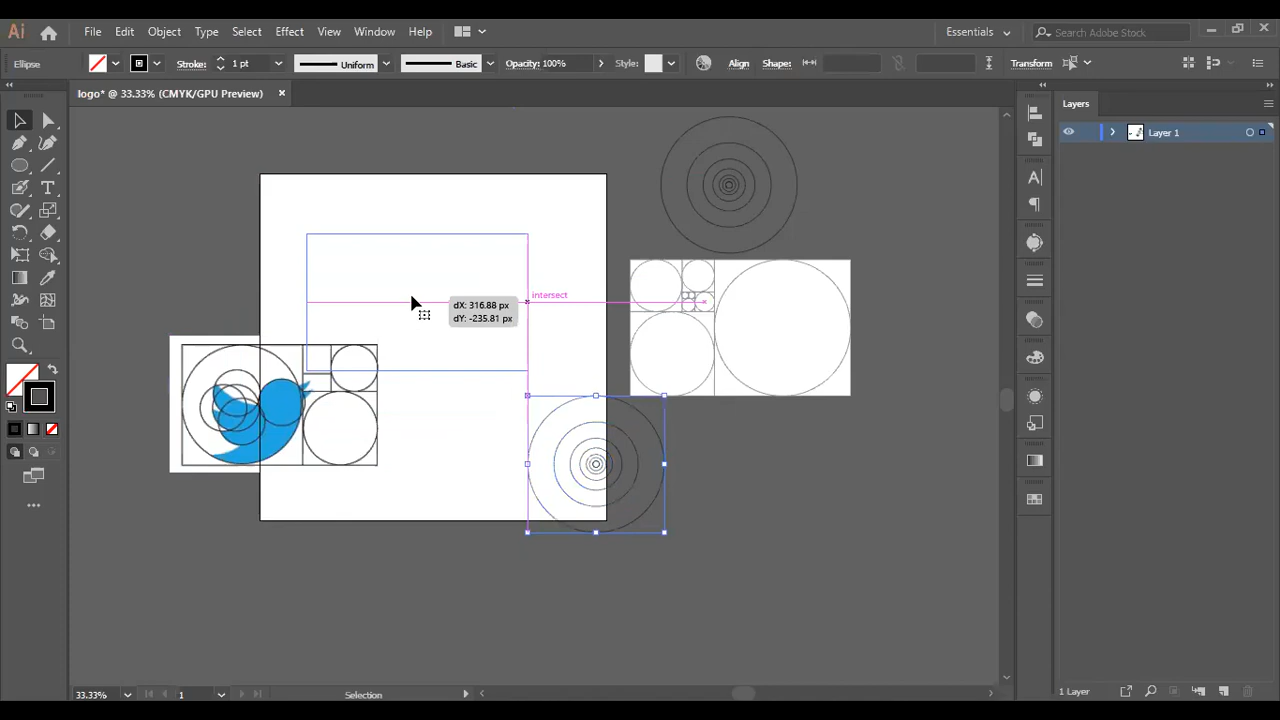 Ai File Edit Object Type Select Effect View Window Help Essentials Search Adobe Stock
Ellipse Stroke: 1 pt Uniform Basic Opacity: 100% Style: Align Shape: Transform
logo* @ 33.33% (CMYK/GPU Preview)
Layers
Layer 1
intersect
dX: 316.88 px
dY: -235.81 px
33.33% 1 Selection 1 Layer